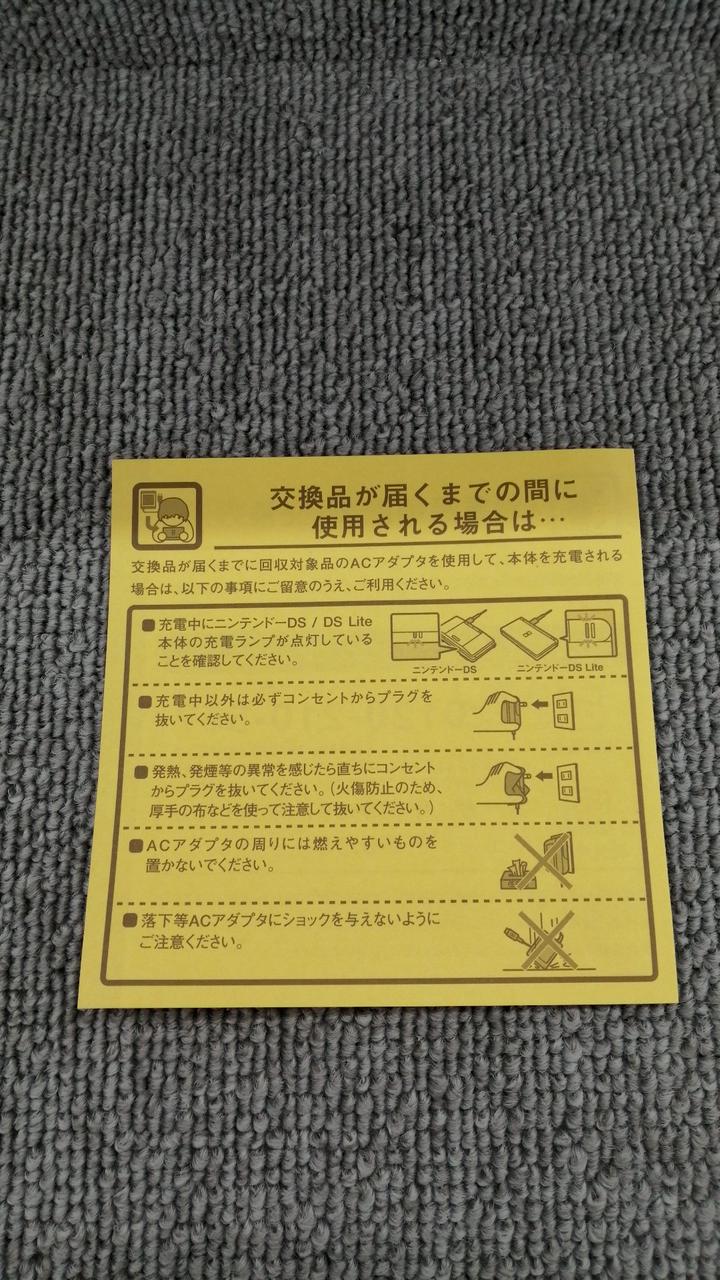 交換品が届くまでの間に
使用される場合は…
交換品が届くまでに回収対象品のACアダプタを使用して、本体を充電される
場合は、以下の事項にご留意のうえ、ご利用ください。
■充電中にニンテンドーDS / DS Lite
本体の充電ランプが点灯している
ことを確認してください。
ニンテンドーDS
ニンテンドーDS Lite
■充電中以外は必ずコンセントからプラグを
抜いてください。
■発熱、発煙等の異常を感じたら直ちにコンセント
からプラグを抜いてください。（火傷防止のため、
厚手の布などを使って注意して抜いてください。）
■ACアダプタの周りには燃えやすいものを
置かないでください。
■落下等ACアダプタにショックを与えないように
ご注意ください。